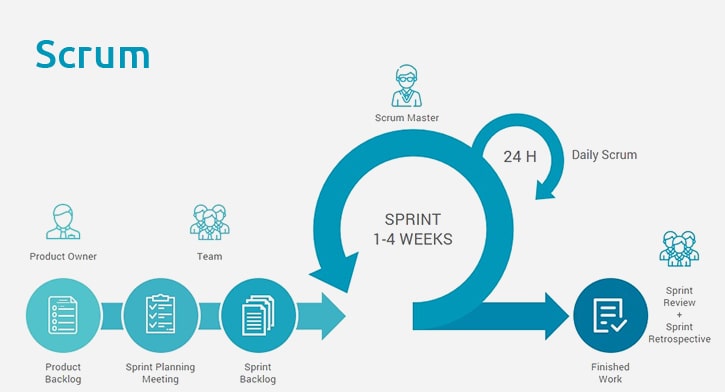 Scrum
Scrum Master
24 H
Daily Scrum
SPRINT
1-4 WEEKS
Product Owner
Team
Product
Backlog
Sprint Planning
Meeting
Sprint
Backlog
Finished
Work
Sprint
Review
+
Sprint
Retrospective